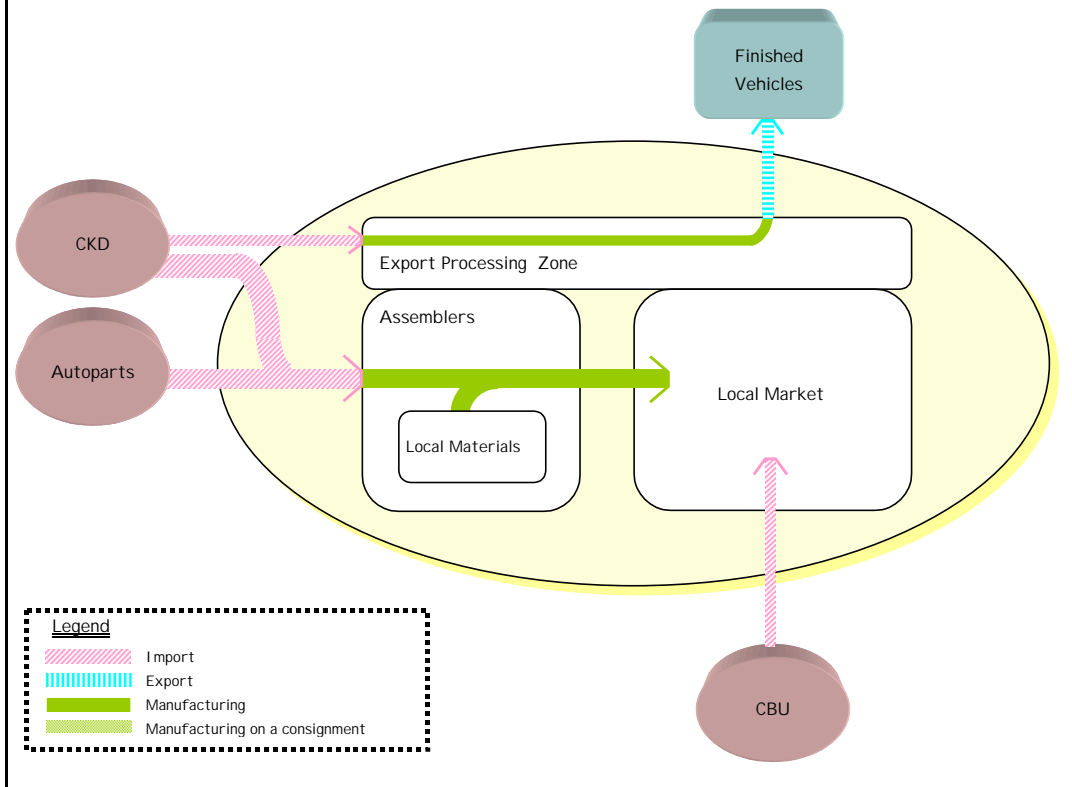 Finished
Vehicles
CKD
Export Processing Zone
Assemblers
Autoparts
Local Market
Local Materials
Legend
Import
Export
Manufacturing
Manufacturing on a consignment
CBU